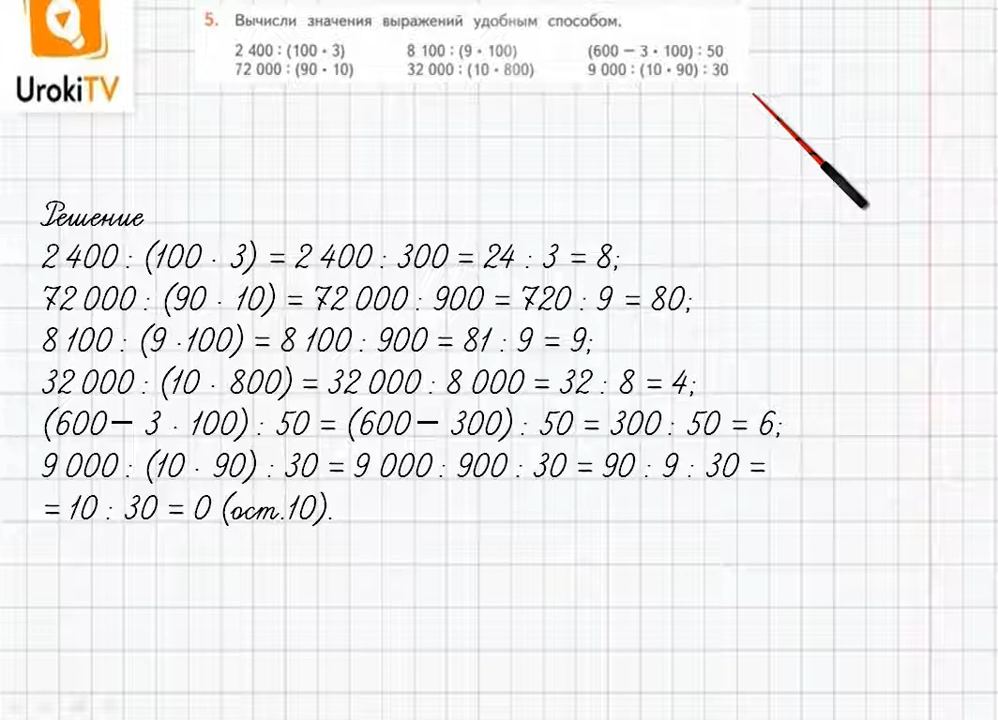 UrokiTV
5. Вычисли значения выражений удобным способом.
2 400 : (100 · 3) 8 100 : (9 · 100) (600 − 3 · 100) : 50
72 000 : (90 · 10) 32 000 : (10 · 800) 9 000 : (10 · 90) : 30
Решение
2 400 : (100 · 3) = 2 400 : 300 = 24 : 3 = 8;
72 000 : (90 · 10) = 72 000 : 900 = 720 : 9 = 80;
8 100 : (9 · 100) = 8 100 : 900 = 81 : 9 = 9;
32 000 : (10 · 800) = 32 000 : 8 000 = 32 : 8 = 4;
(600 − 3 · 100) : 50 = (600 − 300) : 50 = 300 : 50 = 6;
9 000 : (10 · 90) : 30 = 9 000 : 900 : 30 = 90 : 9 : 30 =
= 10 : 30 = 0 (ост.10).